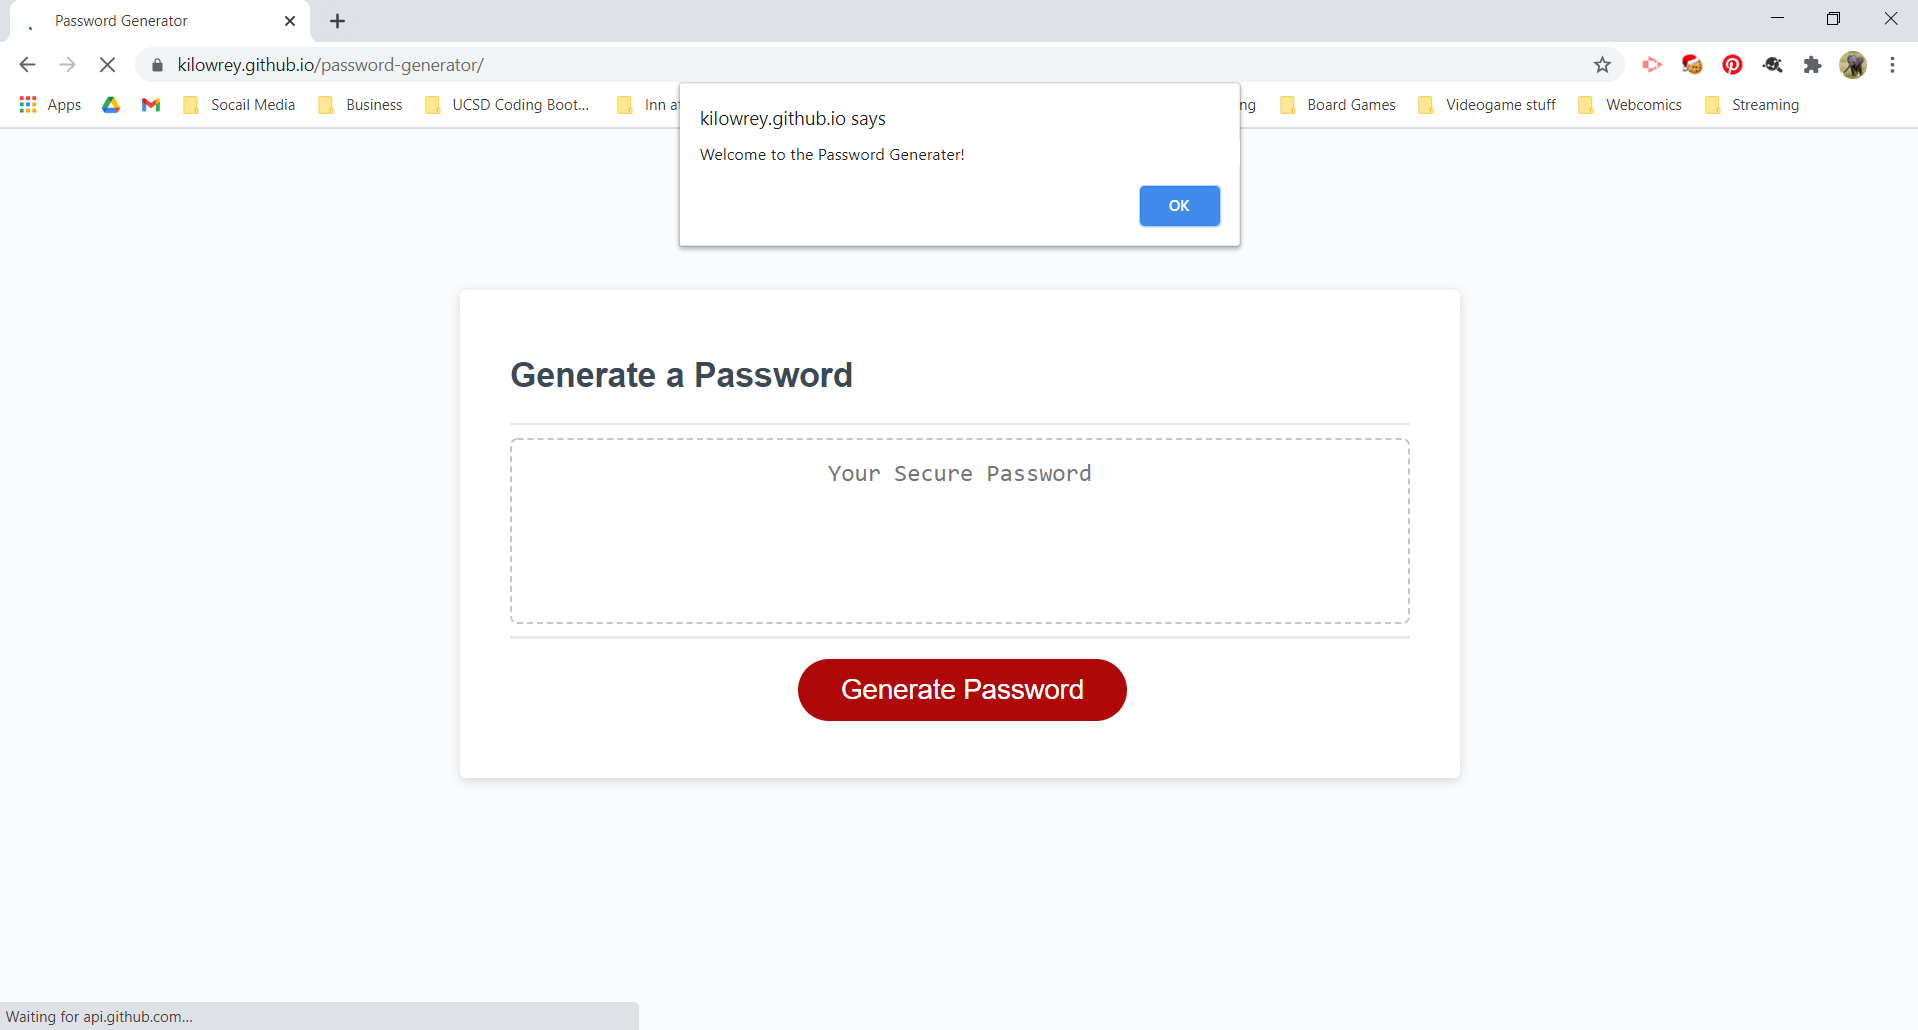 Password Generator
kilowrey.github.io/password-generator/
Apps Socail Media Business UCSD Coding Boot... Inn ng Board Games Videogame stuff Webcomics Streaming
kilowrey.github.io says
Welcome to the Password Generater!
OK
Generate a Password
Your Secure Password
Generate Password
Waiting for api.github.com...